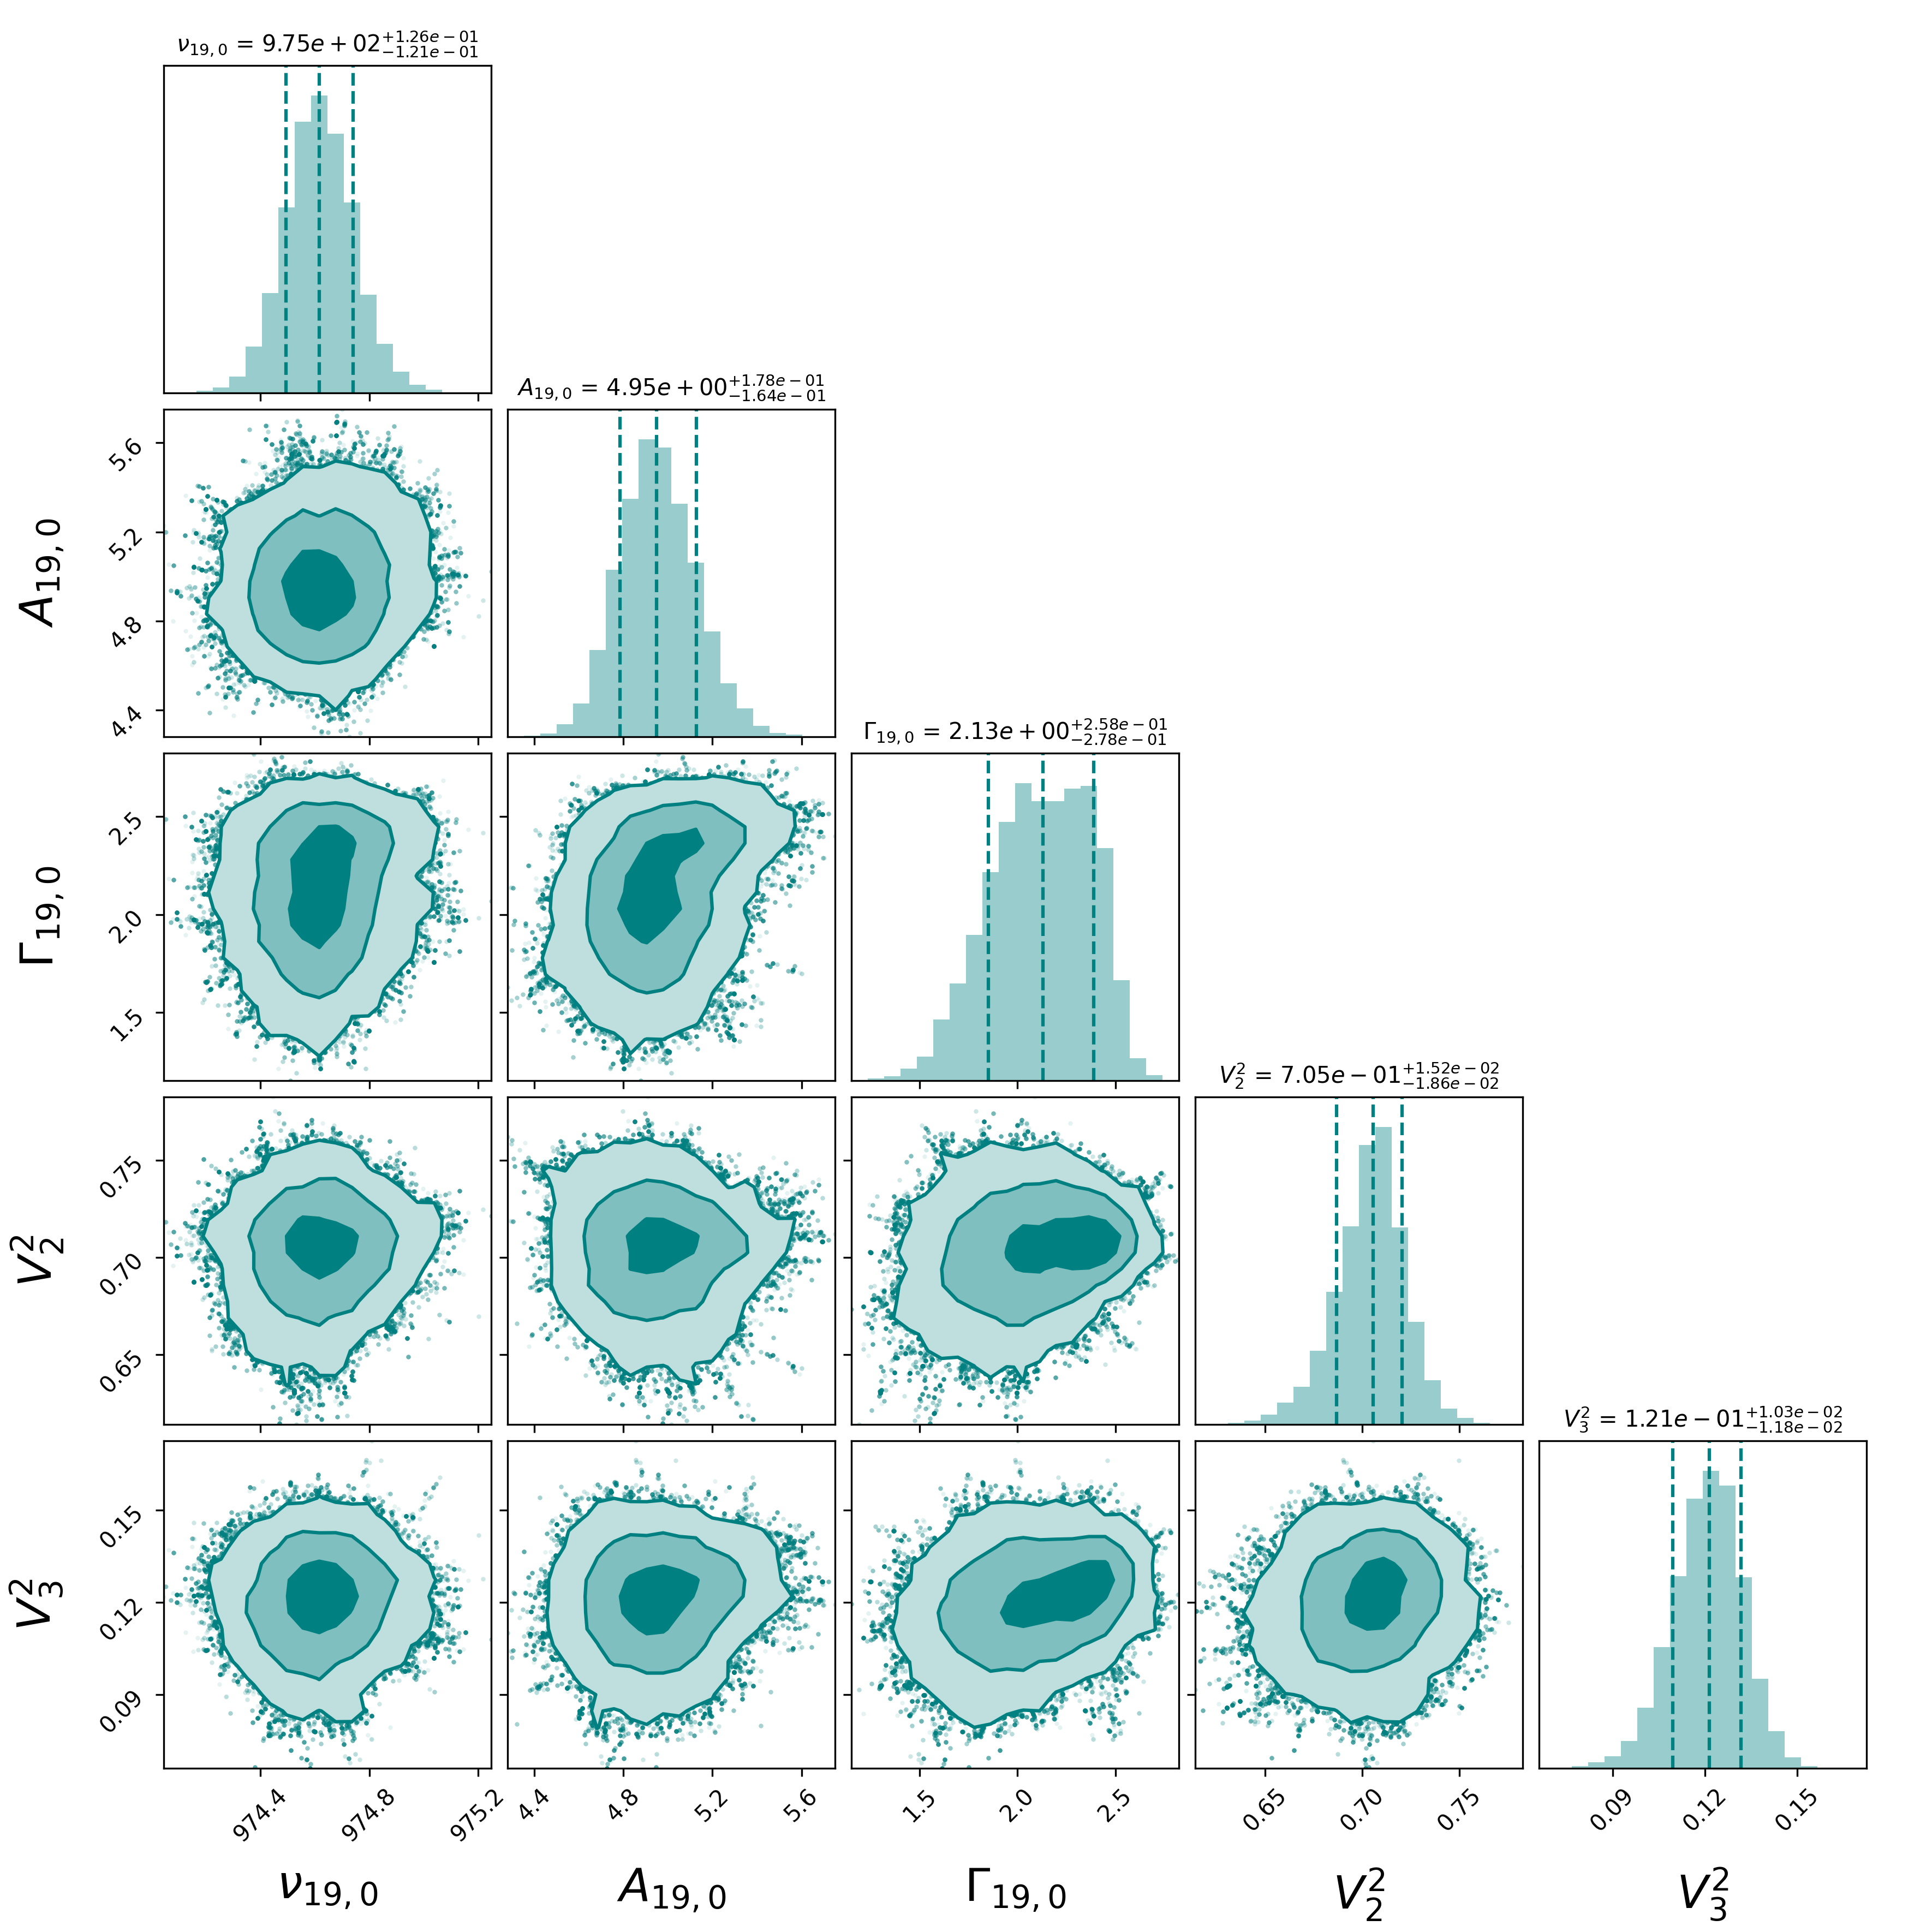 ν₁₉,₀ = 9.75e + 02 +1.26e − 01 −1.21e − 01
A₁₉,₀ = 4.95e + 00 +1.78e − 01 −1.64e − 01
5.6
5.2
4.8
4.4
A₁₉,₀
Γ₁₉,₀ = 2.13e + 00 +2.58e − 01 −2.78e − 01
2.5
2.0
1.5
Γ₁₉,₀
V₂² = 7.05e − 01 +1.52e − 02 −1.86e − 02
0.75
0.70
0.65
V₂²
V₃² = 1.21e − 01 +1.03e − 02 −1.18e − 02
0.15
0.12
0.09
V₃²
974.4 974.8 975.2 4.4 4.8 5.2 5.6 1.5 2.0 2.5 0.65 0.70 0.75 0.09 0.12 0.15
ν₁₉,₀ A₁₉,₀ Γ₁₉,₀ V₂² V₃²